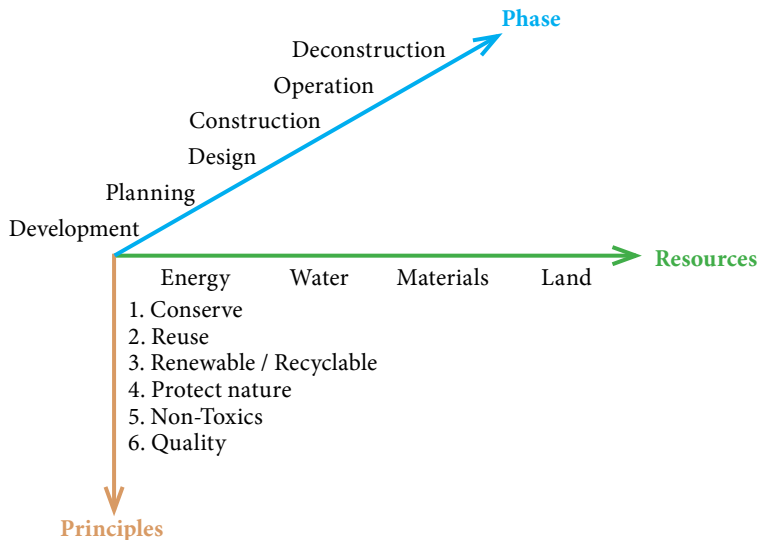 Phase
Deconstruction
Operation
Construction
Design
Planning
Development
Resources
Energy Water Materials Land
1. Conserve
2. Reuse
3. Renewable / Recyclable
4. Protect nature
5. Non-Toxics
6. Quality
Principles